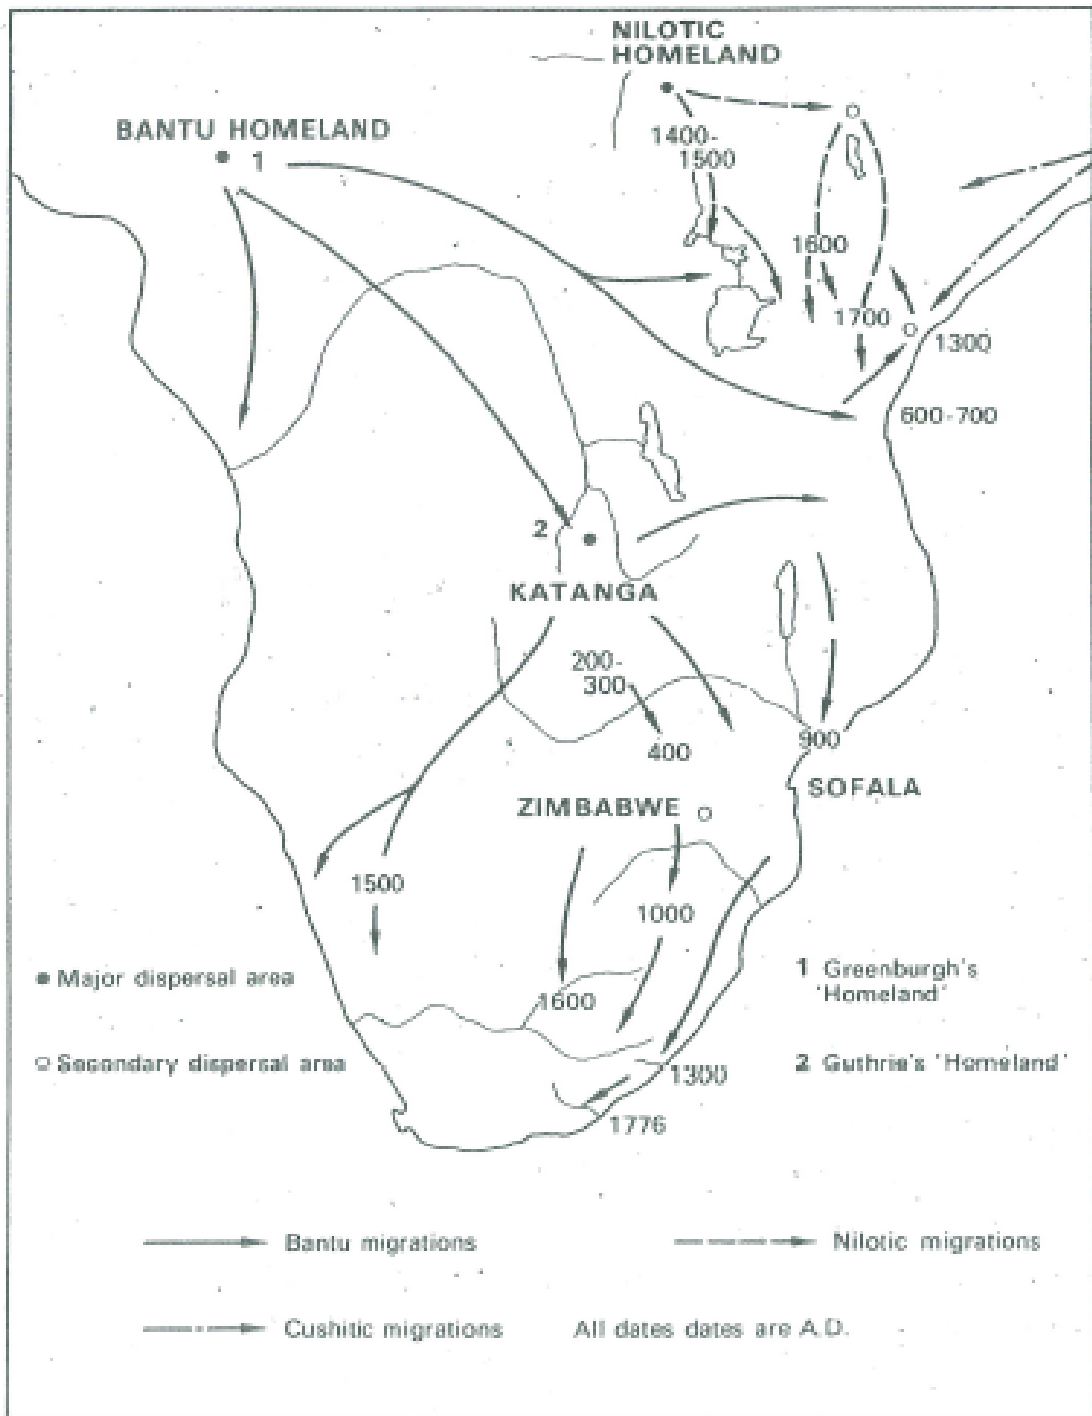 NILOTIC
HOMELAND
BANTU HOMELAND
1
1400-
1500
1600
1700
1300
600-700
2
KATANGA
200-
300
400
900
SOFALA
ZIMBABWE
1500
1000
1600
1300
1776
Major dispersal area
Secondary dispersal area
1 Greenburgh's
'Homeland'
2 Guthrie's 'Homeland'
Bantu migrations
Nilotic migrations
Cushitic migrations
All dates dates are A.D.